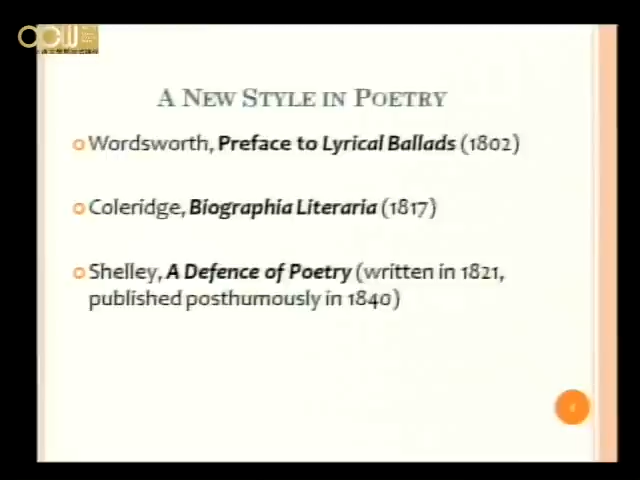 OCW
A NEW STYLE IN POETRY
Wordsworth, Preface to Lyrical Ballads (1802)
Coleridge, Biographia Literaria (1817)
Shelley, A Defence of Poetry (written in 1821,
published posthumously in 1840)